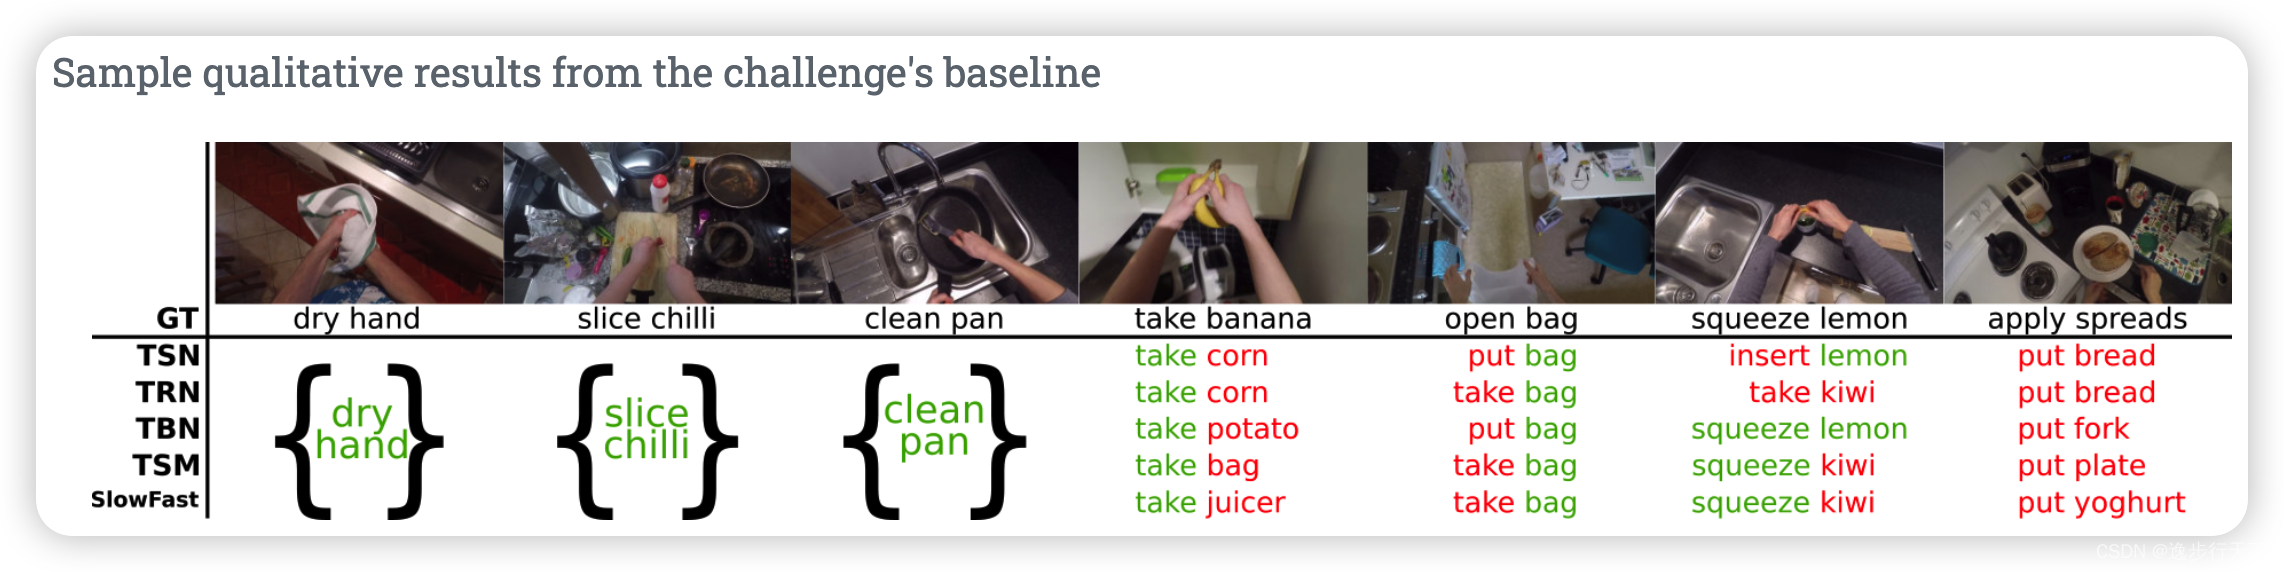 Sample qualitative results from the challenge's baseline
GT dry hand slice chilli clean pan take banana open bag squeeze lemon apply spreads
TSN take corn put bag insert lemon put bread
TRN take corn take bag take kiwi put bread
dry hand slice chilli clean pan
TBN take potato put bag squeeze lemon put fork
TSM take bag take bag squeeze kiwi put plate
SlowFast take juicer take bag squeeze kiwi put yoghurt
CSDN @逸步行